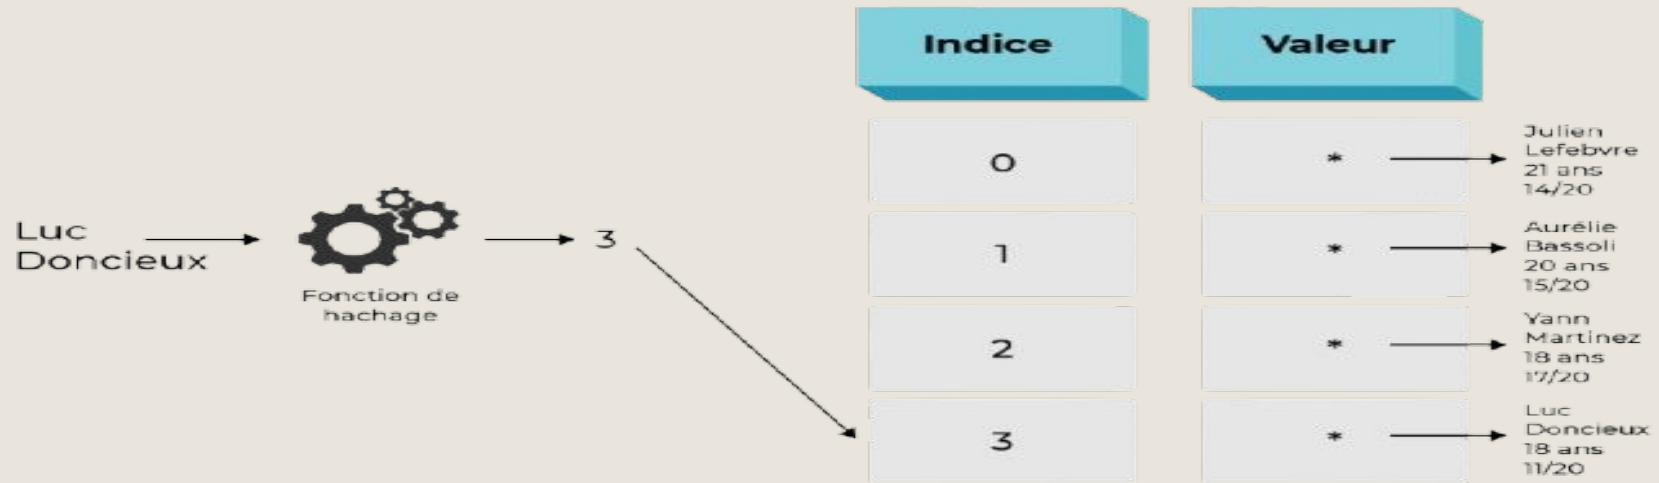 Luc
Doncieux
Fonction de
hachage
3
Indice
Valeur
0
*
Julien
Lefebvre
21 ans
14/20
1
*
Aurélie
Bassoli
20 ans
15/20
2
*
Yann
Martinez
18 ans
17/20
3
*
Luc
Doncieux
18 ans
11/20